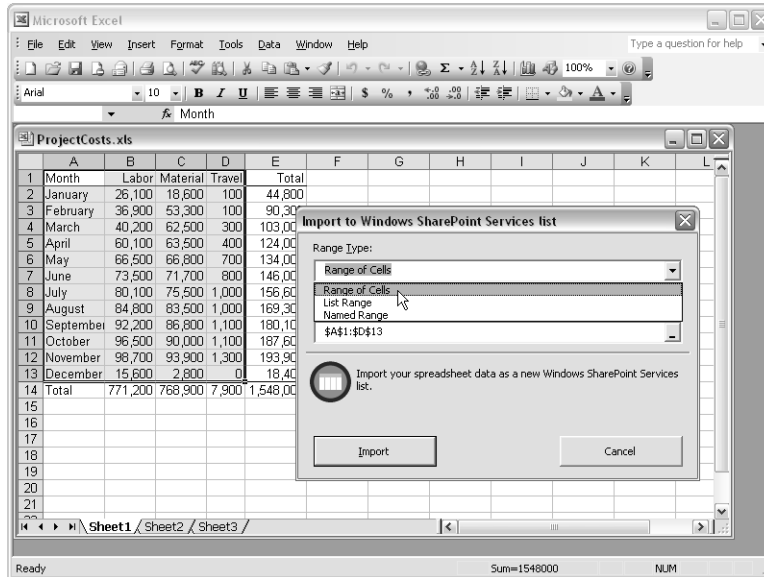 Microsoft Excel
File Edit View Insert Format Tools Data Window Help Type a question for help
100%
Arial 10 B I U $ % , A
fx Month
ProjectCosts.xls
A B C D E F G H I J K L
1 Month Labor Material Travel Total
2 January 26,100 18,600 100 44,800
3 February 36,900 53,300 100 90,300
4 March 40,200 62,500 300 103,00
5 April 60,100 63,500 400 124,00
6 May 66,500 66,800 700 134,00
7 June 73,500 71,700 800 146,00
8 July 80,100 75,500 1,000 156,60
9 August 84,800 83,500 1,000 169,30
10 September 92,200 86,800 1,100 180,10
11 October 96,500 90,000 1,100 187,60
12 November 98,700 93,900 1,300 193,90
13 December 15,600 2,800 0 18,40
14 Total 771,200 768,900 7,900 1,548,00
15
16
17
18
19
20
21
Import to Windows SharePoint Services list
Range Type:
Range of Cells
Range of Cells
List Range
Named Range
$A$1:$D$13
Import your spreadsheet data as a new Windows SharePoint Services
list.
Import Cancel
Sheet1 Sheet2 Sheet3
Ready Sum=1548000 NUM